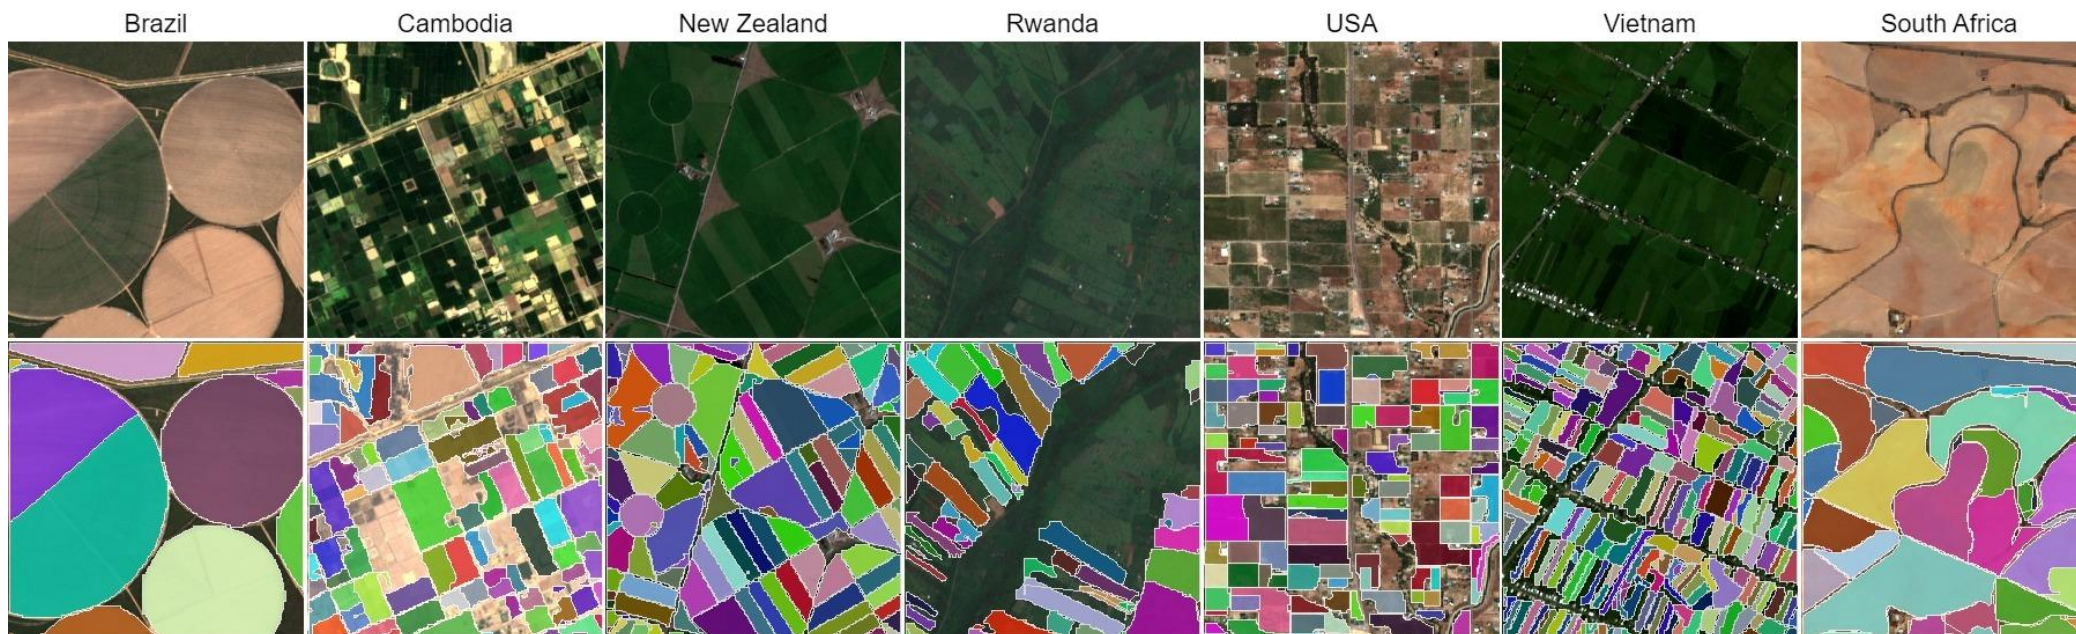 Brazil
Cambodia
New Zealand
Rwanda
USA
Vietnam
South Africa